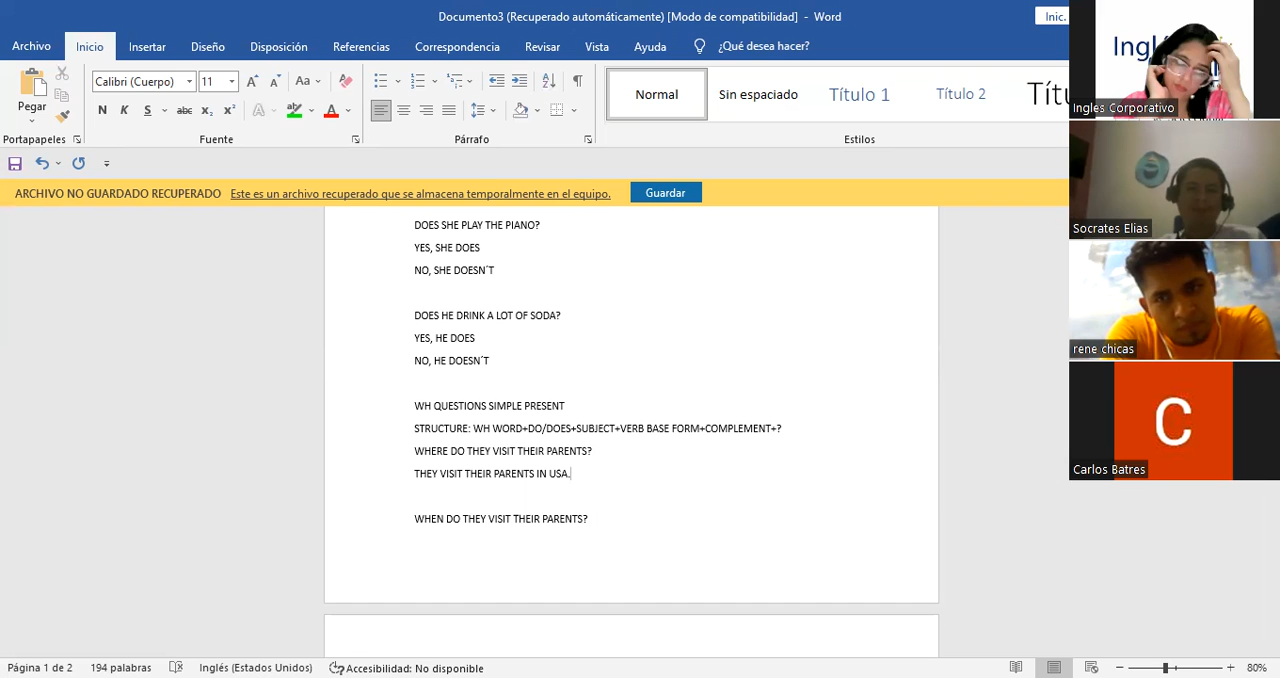 Documento3 (Recuperado automáticamente) [Modo de compatibilidad] - Word
Inic.
Archivo Inicio Insertar Diseño Disposición Referencias Correspondencia Revisar Vista Ayuda ¿Qué desea hacer?
Pegar
Calibri (Cuerpo) 11
Normal
Sin espaciado
Título 1
Título 2
Portapapeles Fuente Párrafo Estilos
ARCHIVO NO GUARDADO RECUPERADO Este es un archivo recuperado que se almacena temporalmente en el equipo. Guardar
DOES SHE PLAY THE PIANO?
YES, SHE DOES
NO, SHE DOESN´T
DOES HE DRINK A LOT OF SODA?
YES, HE DOES
NO, HE DOESN´T
WH QUESTIONS SIMPLE PRESENT
STRUCTURE: WH WORD+DO/DOES+SUBJECT+VERB BASE FORM+COMPLEMENT+?
WHERE DO THEY VISIT THEIR PARENTS?
THEY VISIT THEIR PARENTS IN USA.
WHEN DO THEY VISIT THEIR PARENTS?
Página 1 de 2 194 palabras Inglés (Estados Unidos) Accesibilidad: No disponible 80%
Ingles Corporativo
Socrates Elias
rene chicas
C
Carlos Batres